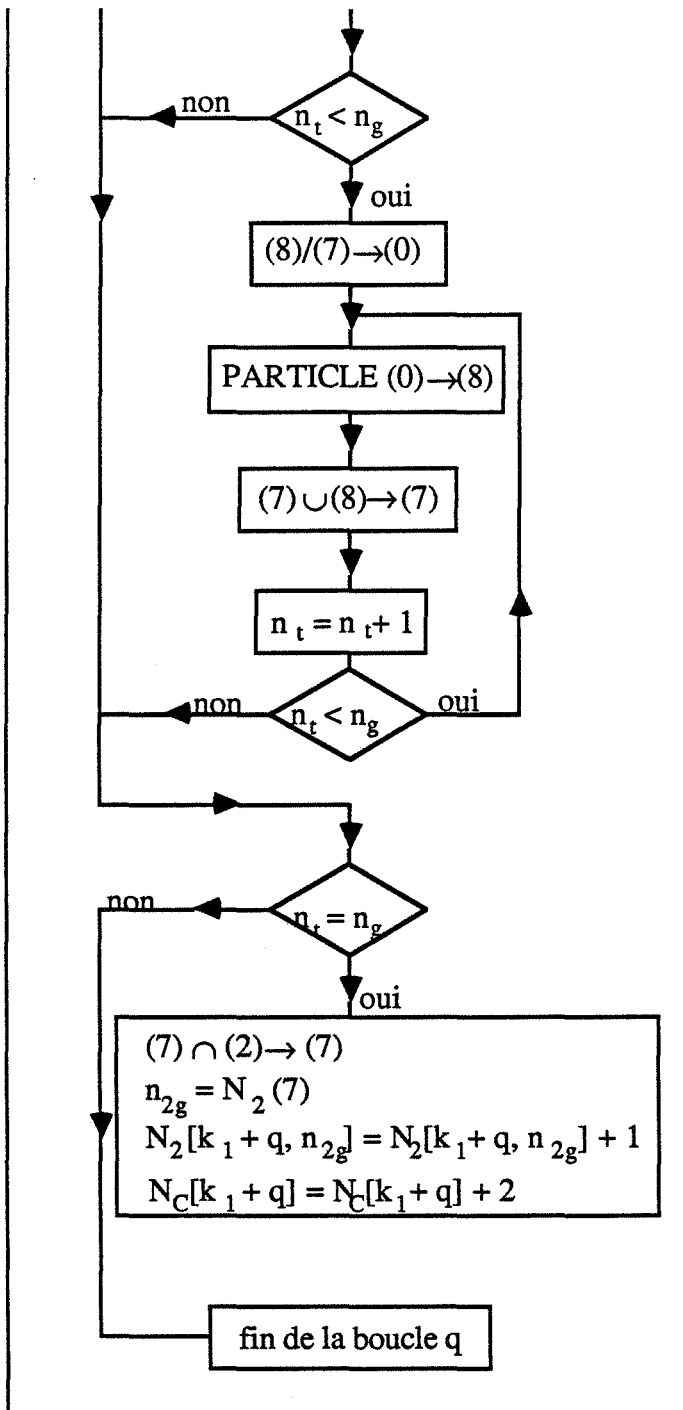 non
n_t < n_g
oui
(8)/(7)→(0)
PARTICLE (0)→(8)
(7)∪(8)→(7)
n_t = n_t + 1
non
n_t < n_g
oui
non
n_t = n_g
oui
(7) ∩ (2)→ (7)
n_2g = N_2 (7)
N_2[k_1 + q, n_2g] = N_2[k_1 + q, n_2g] + 1
N_C[k_1 + q] = N_C[k_1 + q] + 2
fin de la boucle q